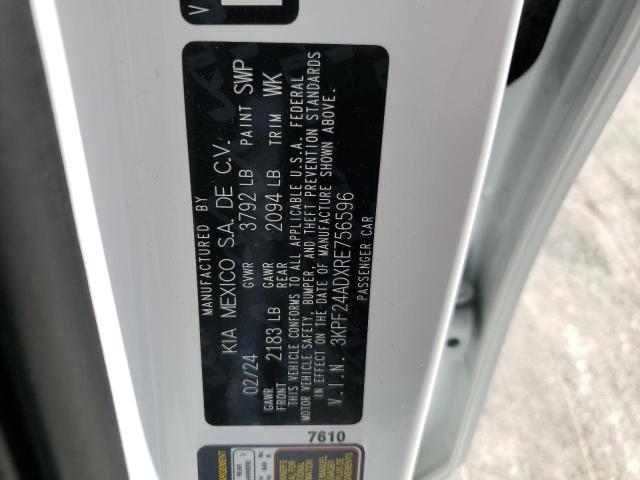 MANUFACTURED BY
KIA MEXICO S.A. DE C.V.
02/24 GVWR 3792 LB PAINT SWP
GAWR FRONT 2183 LB GAWR REAR 2094 LB TRIM WK
THIS VEHICLE CONFORMS TO ALL APPLICABLE U.S.A. FEDERAL
MOTOR VEHICLE SAFETY, BUMPER, AND THEFT PREVENTION STANDARDS
IN EFFECT ON THE DATE OF MANUFACTURE SHOWN ABOVE.
V.I.N. 3KPF24ADXRE756596
PASSENGER CAR
7610
REAR